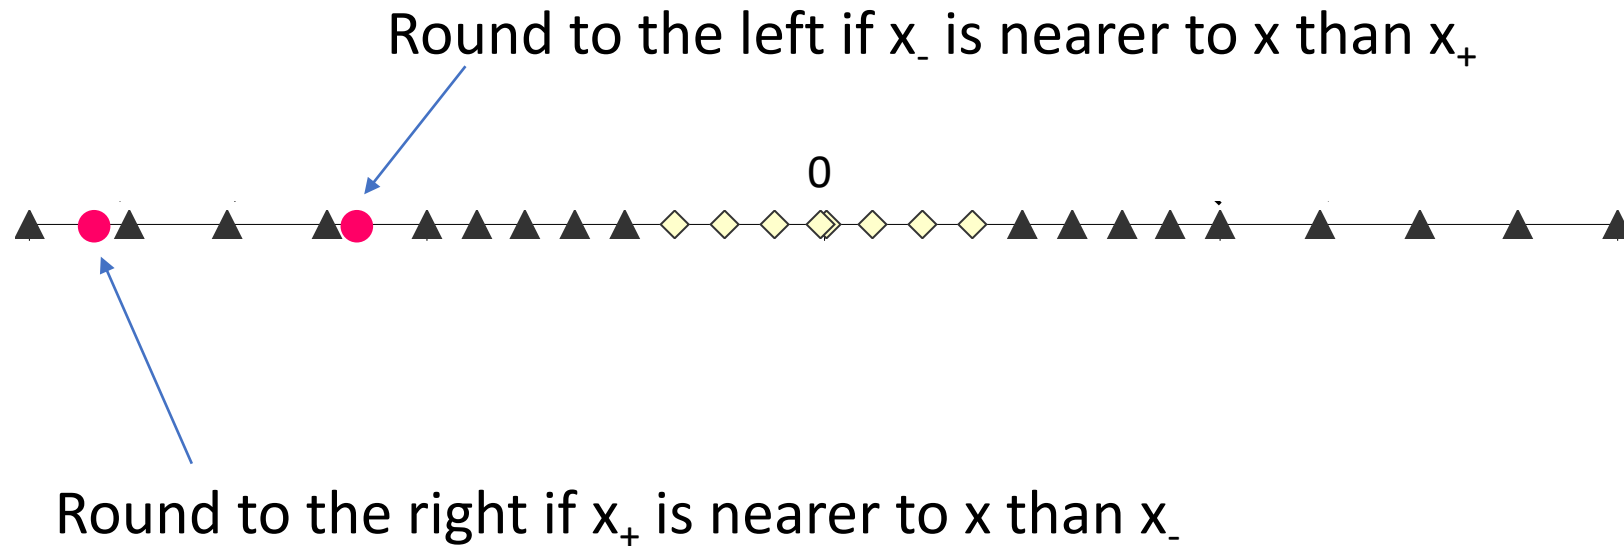 Round to the left if x₋ is nearer to x than x₊
0
Round to the right if x₊ is nearer to x than x₋